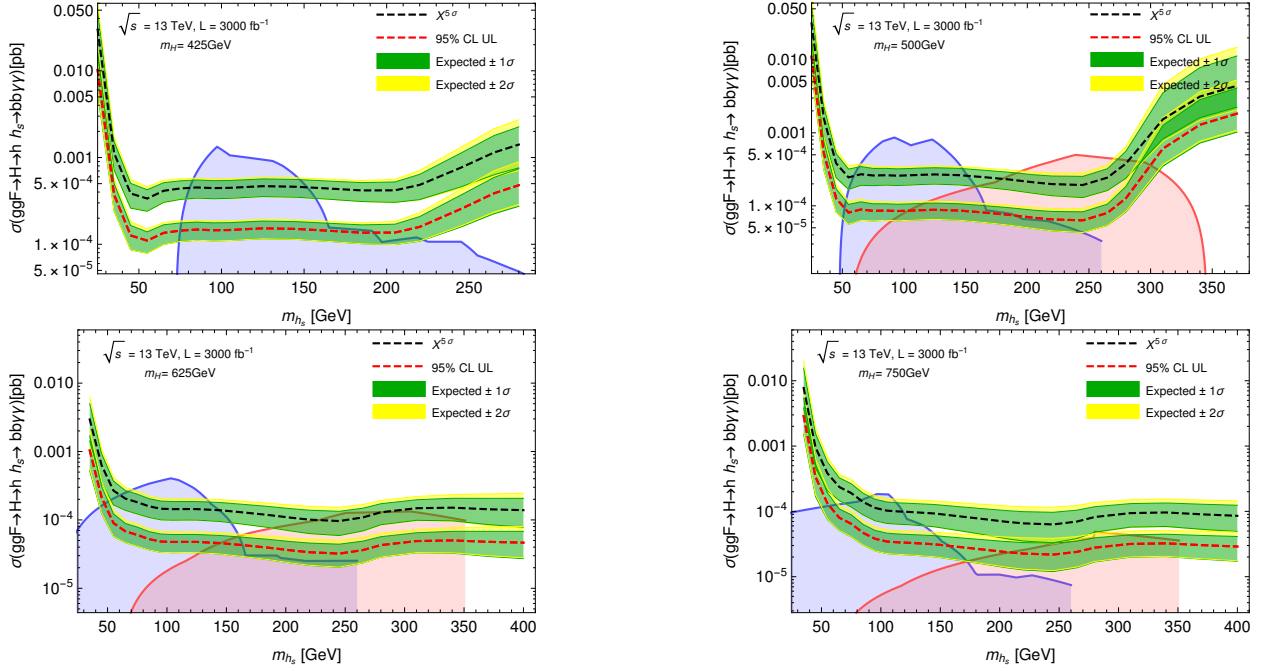 √s = 13 TeV, L = 3000 fb⁻¹
m_H = 425GeV
X^{5σ}
95% CL UL
Expected ± 1σ
Expected ± 2σ
σ(ggF→H→h h_s→bbγγ)[pb]
0.050
0.010
0.005
0.001
5.×10⁻⁴
1.×10⁻⁴
5.×10⁻⁵
50 100 150 200 250
m_{h_s} [GeV]
√s = 13 TeV, L = 3000 fb⁻¹
m_H = 500GeV
X^{5σ}
95% CL UL
Expected ± 1σ
Expected ± 2σ
σ(ggF→H→h h_s→ bbγγ)[pb]
0.050
0.010
0.005
0.001
5.×10⁻⁴
1.×10⁻⁴
5.×10⁻⁵
50 100 150 200 250 300 350
m_{h_s} [GeV]
√s = 13 TeV, L = 3000 fb⁻¹
m_H = 625GeV
X^{5σ}
95% CL UL
Expected ± 1σ
Expected ± 2σ
σ(ggF→H→h h_s→ bbγγ)[pb]
0.010
0.001
10⁻⁴
10⁻⁵
50 100 150 200 250 300 350 400
m_{h_s} [GeV]
√s = 13 TeV, L = 3000 fb⁻¹
m_H = 750GeV
X^{5σ}
95% CL UL
Expected ± 1σ
Expected ± 2σ
σ(ggF→H→h h_s→ bbγγ)[pb]
0.010
0.001
10⁻⁴
10⁻⁵
50 100 150 200 250 300 350 400
m_{h_s} [GeV]